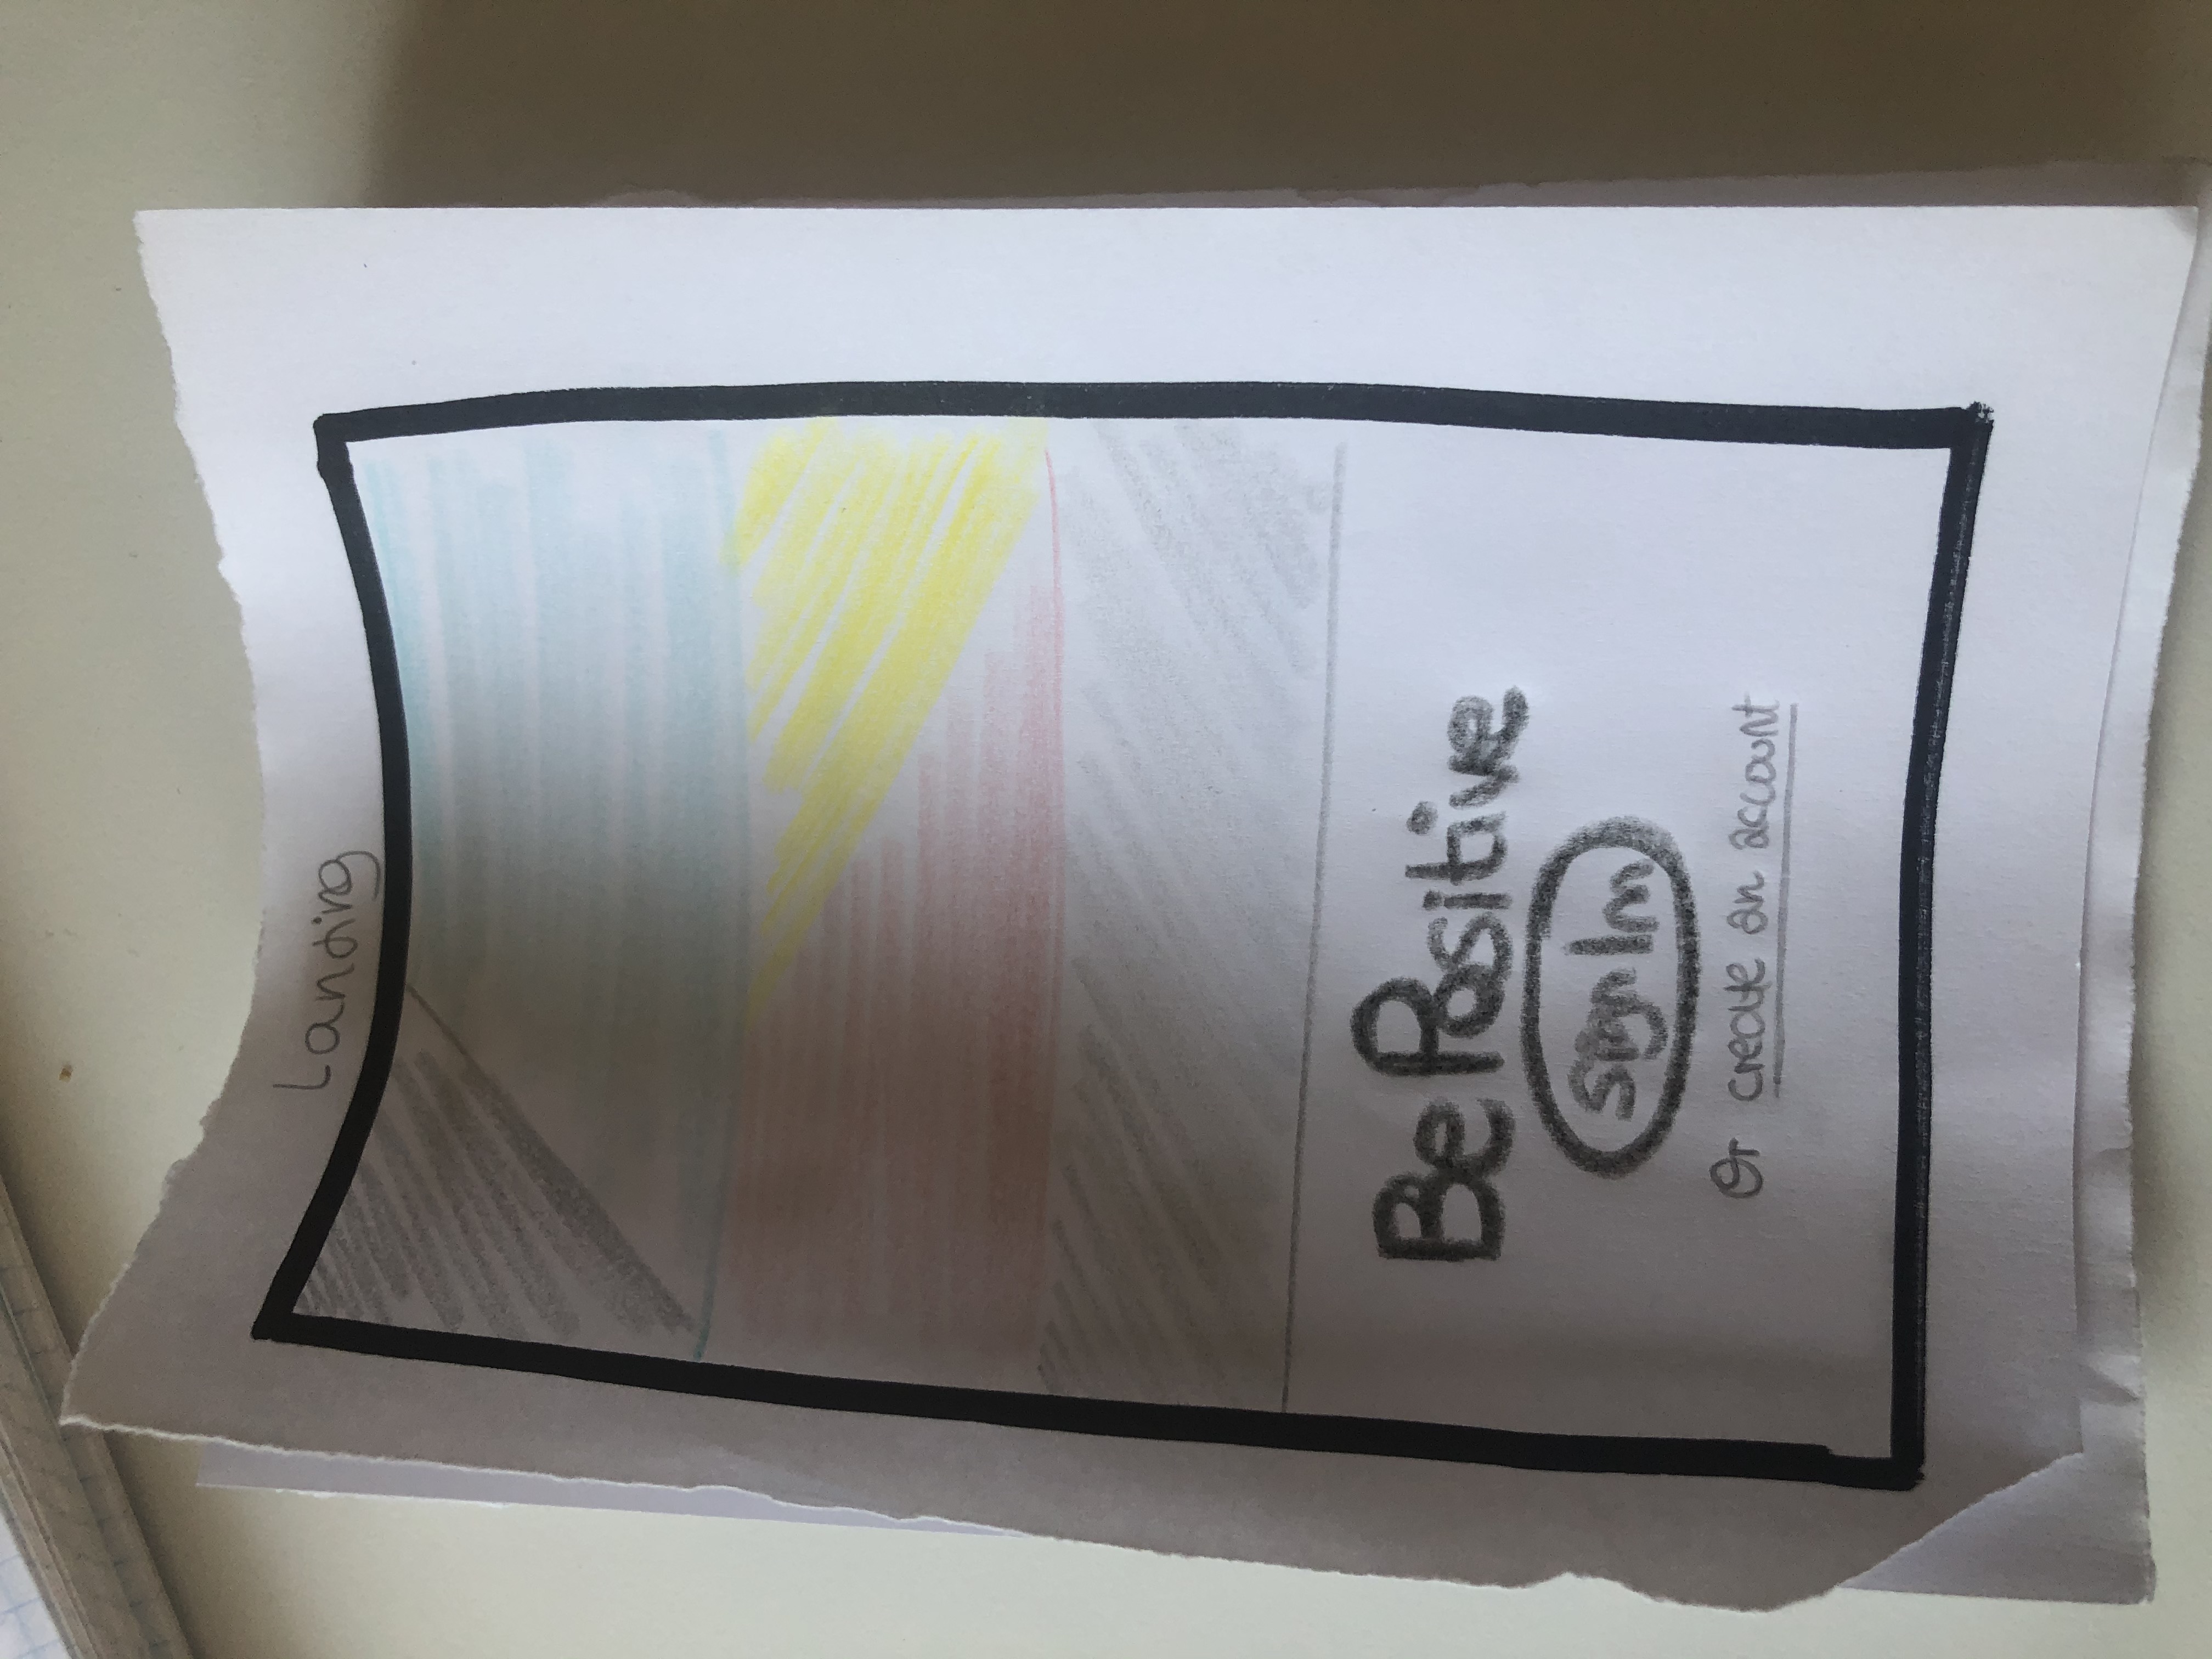 Landing
Be Positive
sign In
Or create an account